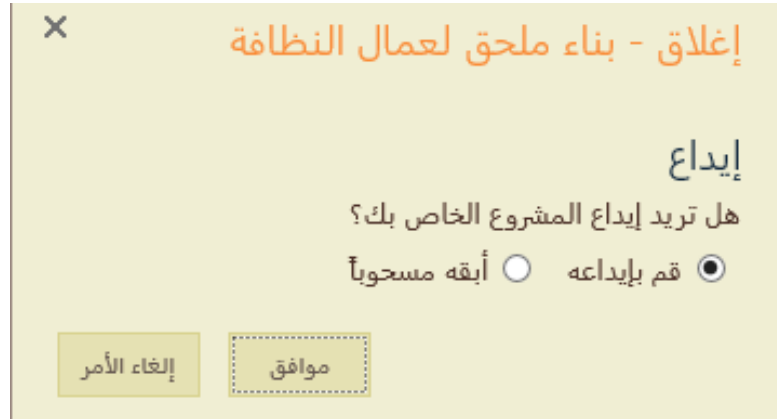 إغلاق - بناء ملحق لعمال النظافة
إيداع
هل تريد إيداع المشروع الخاص بك؟
قم بإيداعه أبقه مسحوباً
موافق إلغاء الأمر